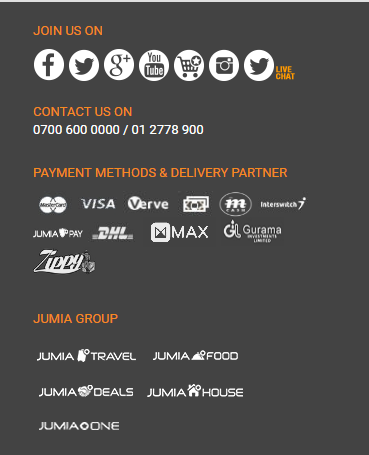 JOIN US ON
f g+ You Tube LIVE CHAT
CONTACT US ON
0700 600 0000 / 01 2778 900
PAYMENT METHODS & DELIVERY PARTNER
MasterCard VISA Verve m CASH Interswitch
JUMIA PAY DHL MAX Gurama INVESTMENTS LIMITED
Zippy
JUMIA GROUP
JUMIA TRAVEL JUMIA FOOD
JUMIA DEALS JUMIA HOUSE
JUMIA ONE